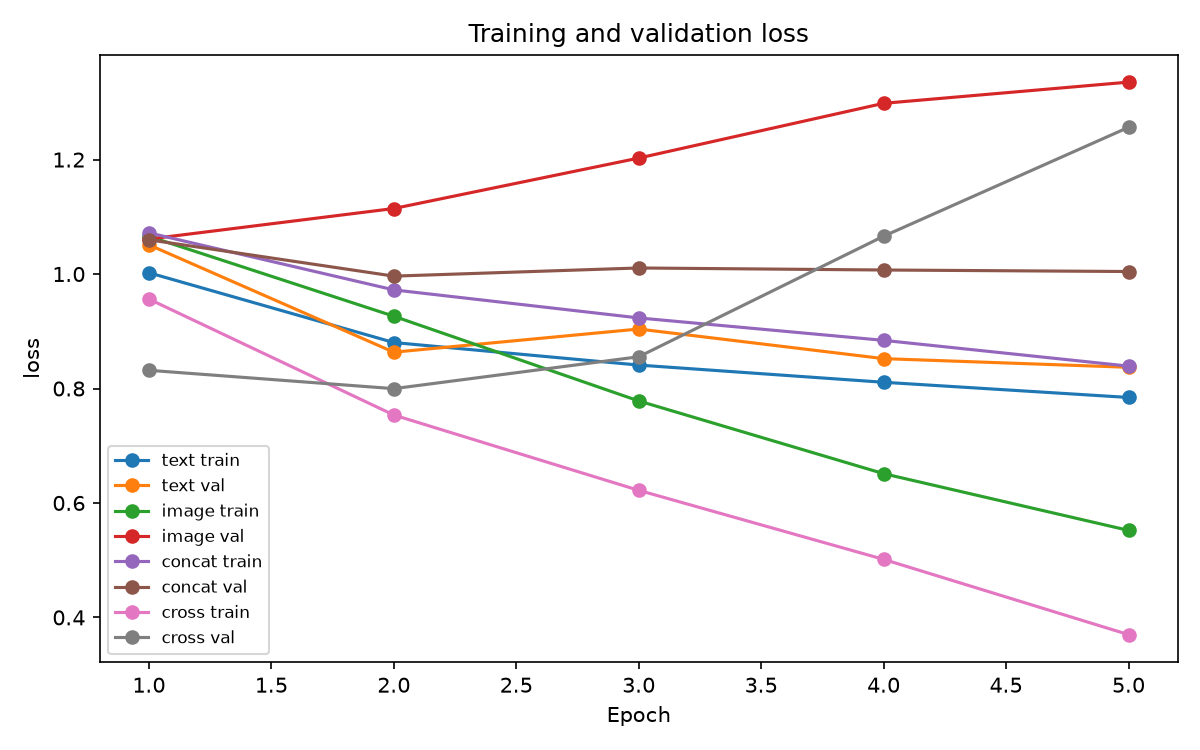 Training and validation loss
1.2
1.0
0.8
0.6
0.4
loss
text train
text val
image train
image val
concat train
concat val
cross train
cross val
1.0 1.5 2.0 2.5 3.0 3.5 4.0 4.5 5.0
Epoch